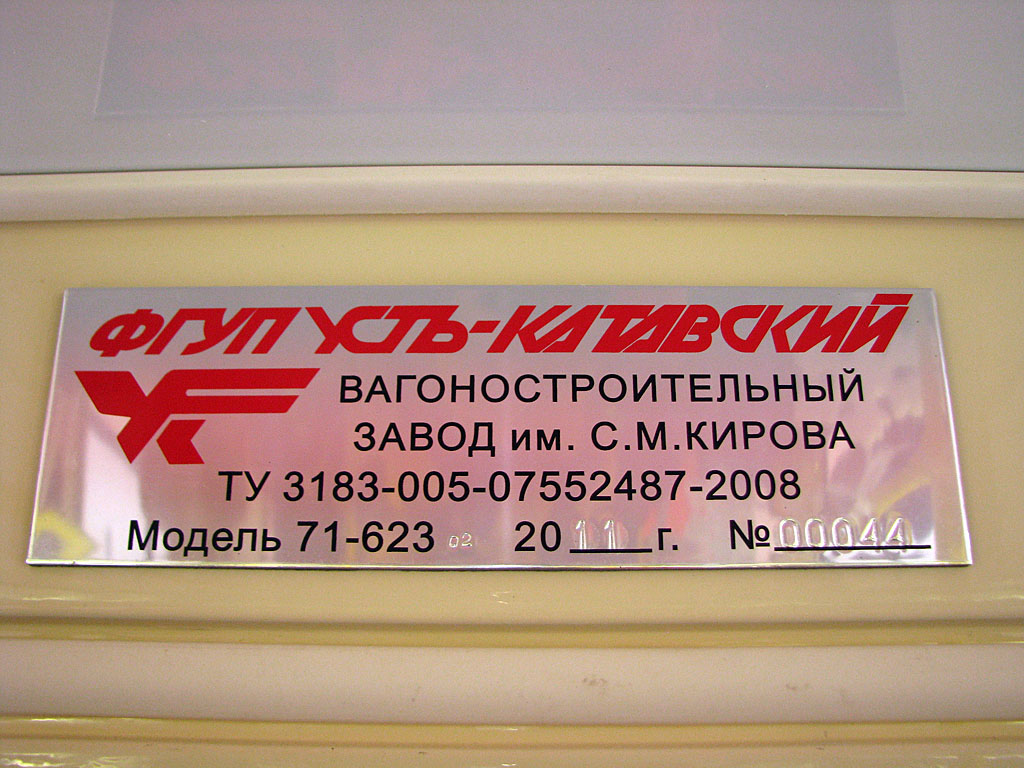 ФГУП УСТЬ-КАТАВСКИЙ
ВАГОНОСТРОИТЕЛЬНЫЙ
ЗАВОД им. С.М.КИРОВА
ТУ 3183-005-07552487-2008
Модель 71-623 02 2011 г. №00044